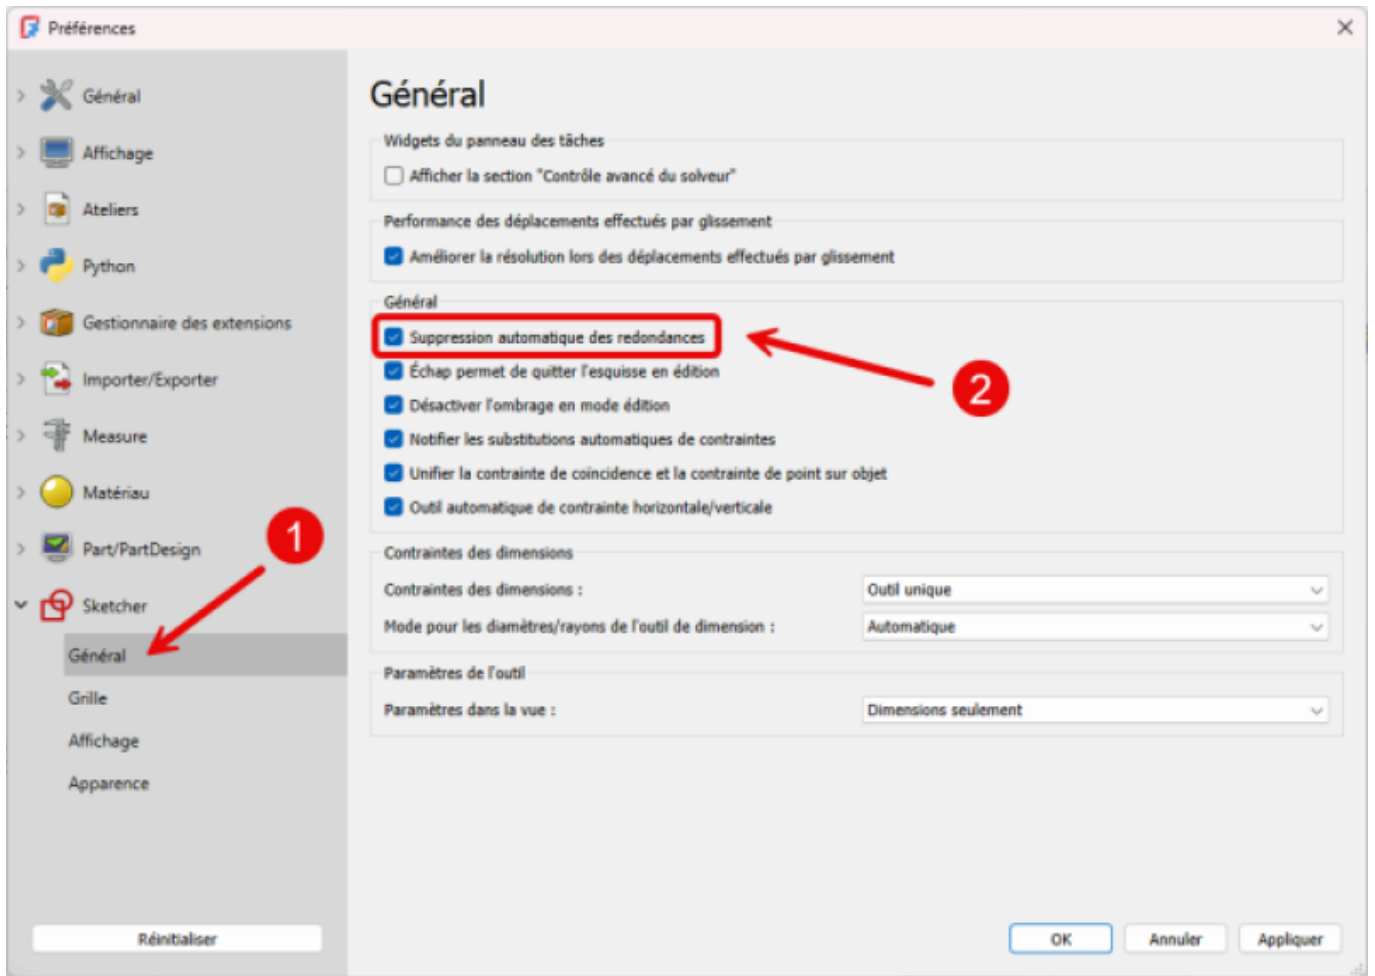 Préférences
Général
Affichage
Ateliers
Python
Gestionnaire des extensions
Importer/Exporter
Measure
Matériau
Part/PartDesign
1
Sketcher
Général
Grille
Affichage
Apparence
Réinitialiser
Général
Widgets du panneau des tâches
Afficher la section "Contrôle avancé du solveur"
Performance des déplacements effectués par glissement
Améliorer la résolution lors des déplacements effectués par glissement
Général
Suppression automatique des redondances
2
Échap permet de quitter l'esquisse en édition
Désactiver l'ombrage en mode édition
Notifier les substitutions automatiques de contraintes
Unifier la contrainte de coïncidence et la contrainte de point sur objet
Outil automatique de contrainte horizontale/verticale
Contraintes des dimensions
Contraintes des dimensions : Outil unique
Mode pour les diamètres/rayons de l'outil de dimension : Automatique
Paramètres de l'outil
Paramètres dans la vue : Dimensions seulement
OK Annuler Appliquer